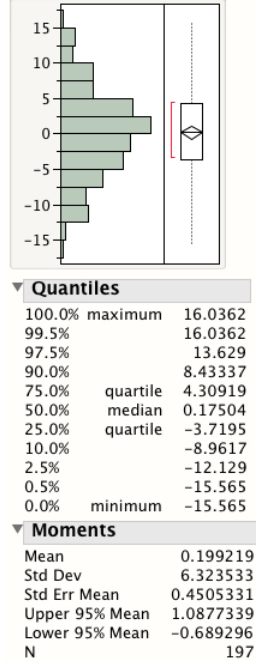 15
10
5
0
-5
-10
-15
Quantiles
100.0% maximum 16.0362
99.5% 16.0362
97.5% 13.629
90.0% 8.43337
75.0% quartile 4.30919
50.0% median 0.17504
25.0% quartile -3.7195
10.0% -8.9617
2.5% -12.129
0.5% -15.565
0.0% minimum -15.565
Moments
Mean 0.199219
Std Dev 6.323533
Std Err Mean 0.4505331
Upper 95% Mean 1.0877339
Lower 95% Mean -0.689296
N 197